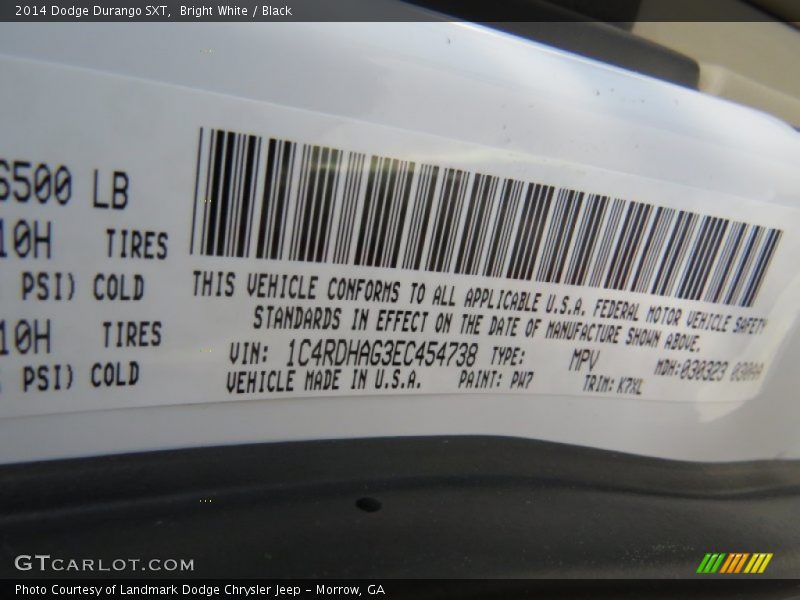 2014 Dodge Durango SXT, Bright White / Black
6500 LB
10H TIRES
PSI) COLD
10H TIRES
PSI) COLD
THIS VEHICLE CONFORMS TO ALL APPLICABLE U.S.A. FEDERAL MOTOR VEHICLE SAFETY
STANDARDS IN EFFECT ON THE DATE OF MANUFACTURE SHOWN ABOVE.
VIN: 1C4RDHAG3EC454738 TYPE: MPV MDH:030323
VEHICLE MADE IN U.S.A. PAINT: PW7 TRIM: K7XL
GTCARLOT.COM
Photo Courtesy of Landmark Dodge Chrysler Jeep – Morrow, GA